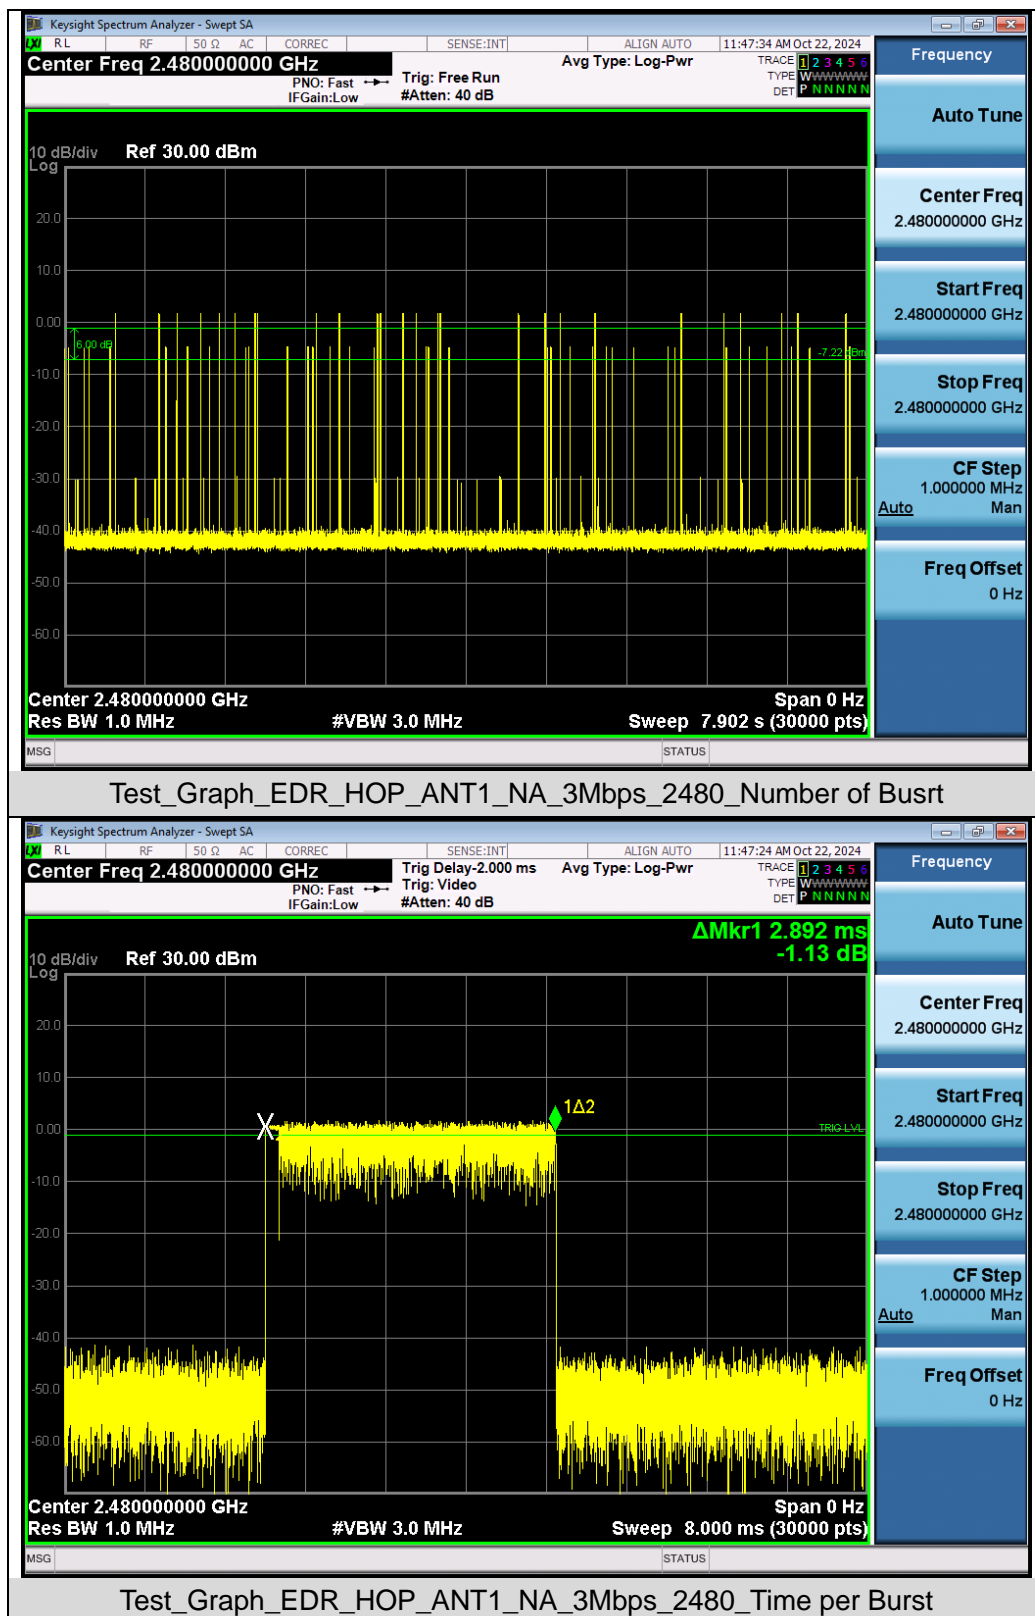 Keysight Spectrum Analyzer - Swept SA
LXI RL RF 50 Ω AC CORREC SENSE:INT ALIGN AUTO 11:47:34 AM Oct 22, 2024
Center Freq 2.480000000 GHz
PNO: Fast
IFGain:Low
Trig: Free Run
#Atten: 40 dB
Avg Type: Log-Pwr
TRACE 1 2 3 4 5 6
TYPE WWWWWW
DET P N N N N N
10 dB/div
Log
Ref 30.00 dBm
20.0
10.0
0.00
6.00 dB
-7.22 dBm
-10.0
-20.0
-30.0
-40.0
-50.0
-60.0
Center 2.480000000 GHz
Span 0 Hz
Res BW 1.0 MHz
#VBW 3.0 MHz
Sweep 7.902 s (30000 pts)
MSG
STATUS
Frequency
Auto Tune
Center Freq
2.480000000 GHz
Start Freq
2.480000000 GHz
Stop Freq
2.480000000 GHz
CF Step
1.000000 MHz
Auto Man
Freq Offset
0 Hz
Test_Graph_EDR_HOP_ANT1_NA_3Mbps_2480_Number of Busrt
Keysight Spectrum Analyzer - Swept SA
LXI RL RF 50 Ω AC CORREC SENSE:INT ALIGN AUTO 11:47:24 AM Oct 22, 2024
Center Freq 2.480000000 GHz
PNO: Fast
IFGain:Low
Trig Delay-2.000 ms
Trig: Video
#Atten: 40 dB
Avg Type: Log-Pwr
TRACE 1 2 3 4 5 6
TYPE WWWWWW
DET P N N N N N
ΔMkr1 2.892 ms
-1.13 dB
10 dB/div
Log
Ref 30.00 dBm
20.0
10.0
1Δ2
0.00
TRIG LVL
-10.0
-20.0
-30.0
-40.0
-50.0
-60.0
Center 2.480000000 GHz
Span 0 Hz
Res BW 1.0 MHz
#VBW 3.0 MHz
Sweep 8.000 ms (30000 pts)
MSG
STATUS
Frequency
Auto Tune
Center Freq
2.480000000 GHz
Start Freq
2.480000000 GHz
Stop Freq
2.480000000 GHz
CF Step
1.000000 MHz
Auto Man
Freq Offset
0 Hz
Test_Graph_EDR_HOP_ANT1_NA_3Mbps_2480_Time per Burst